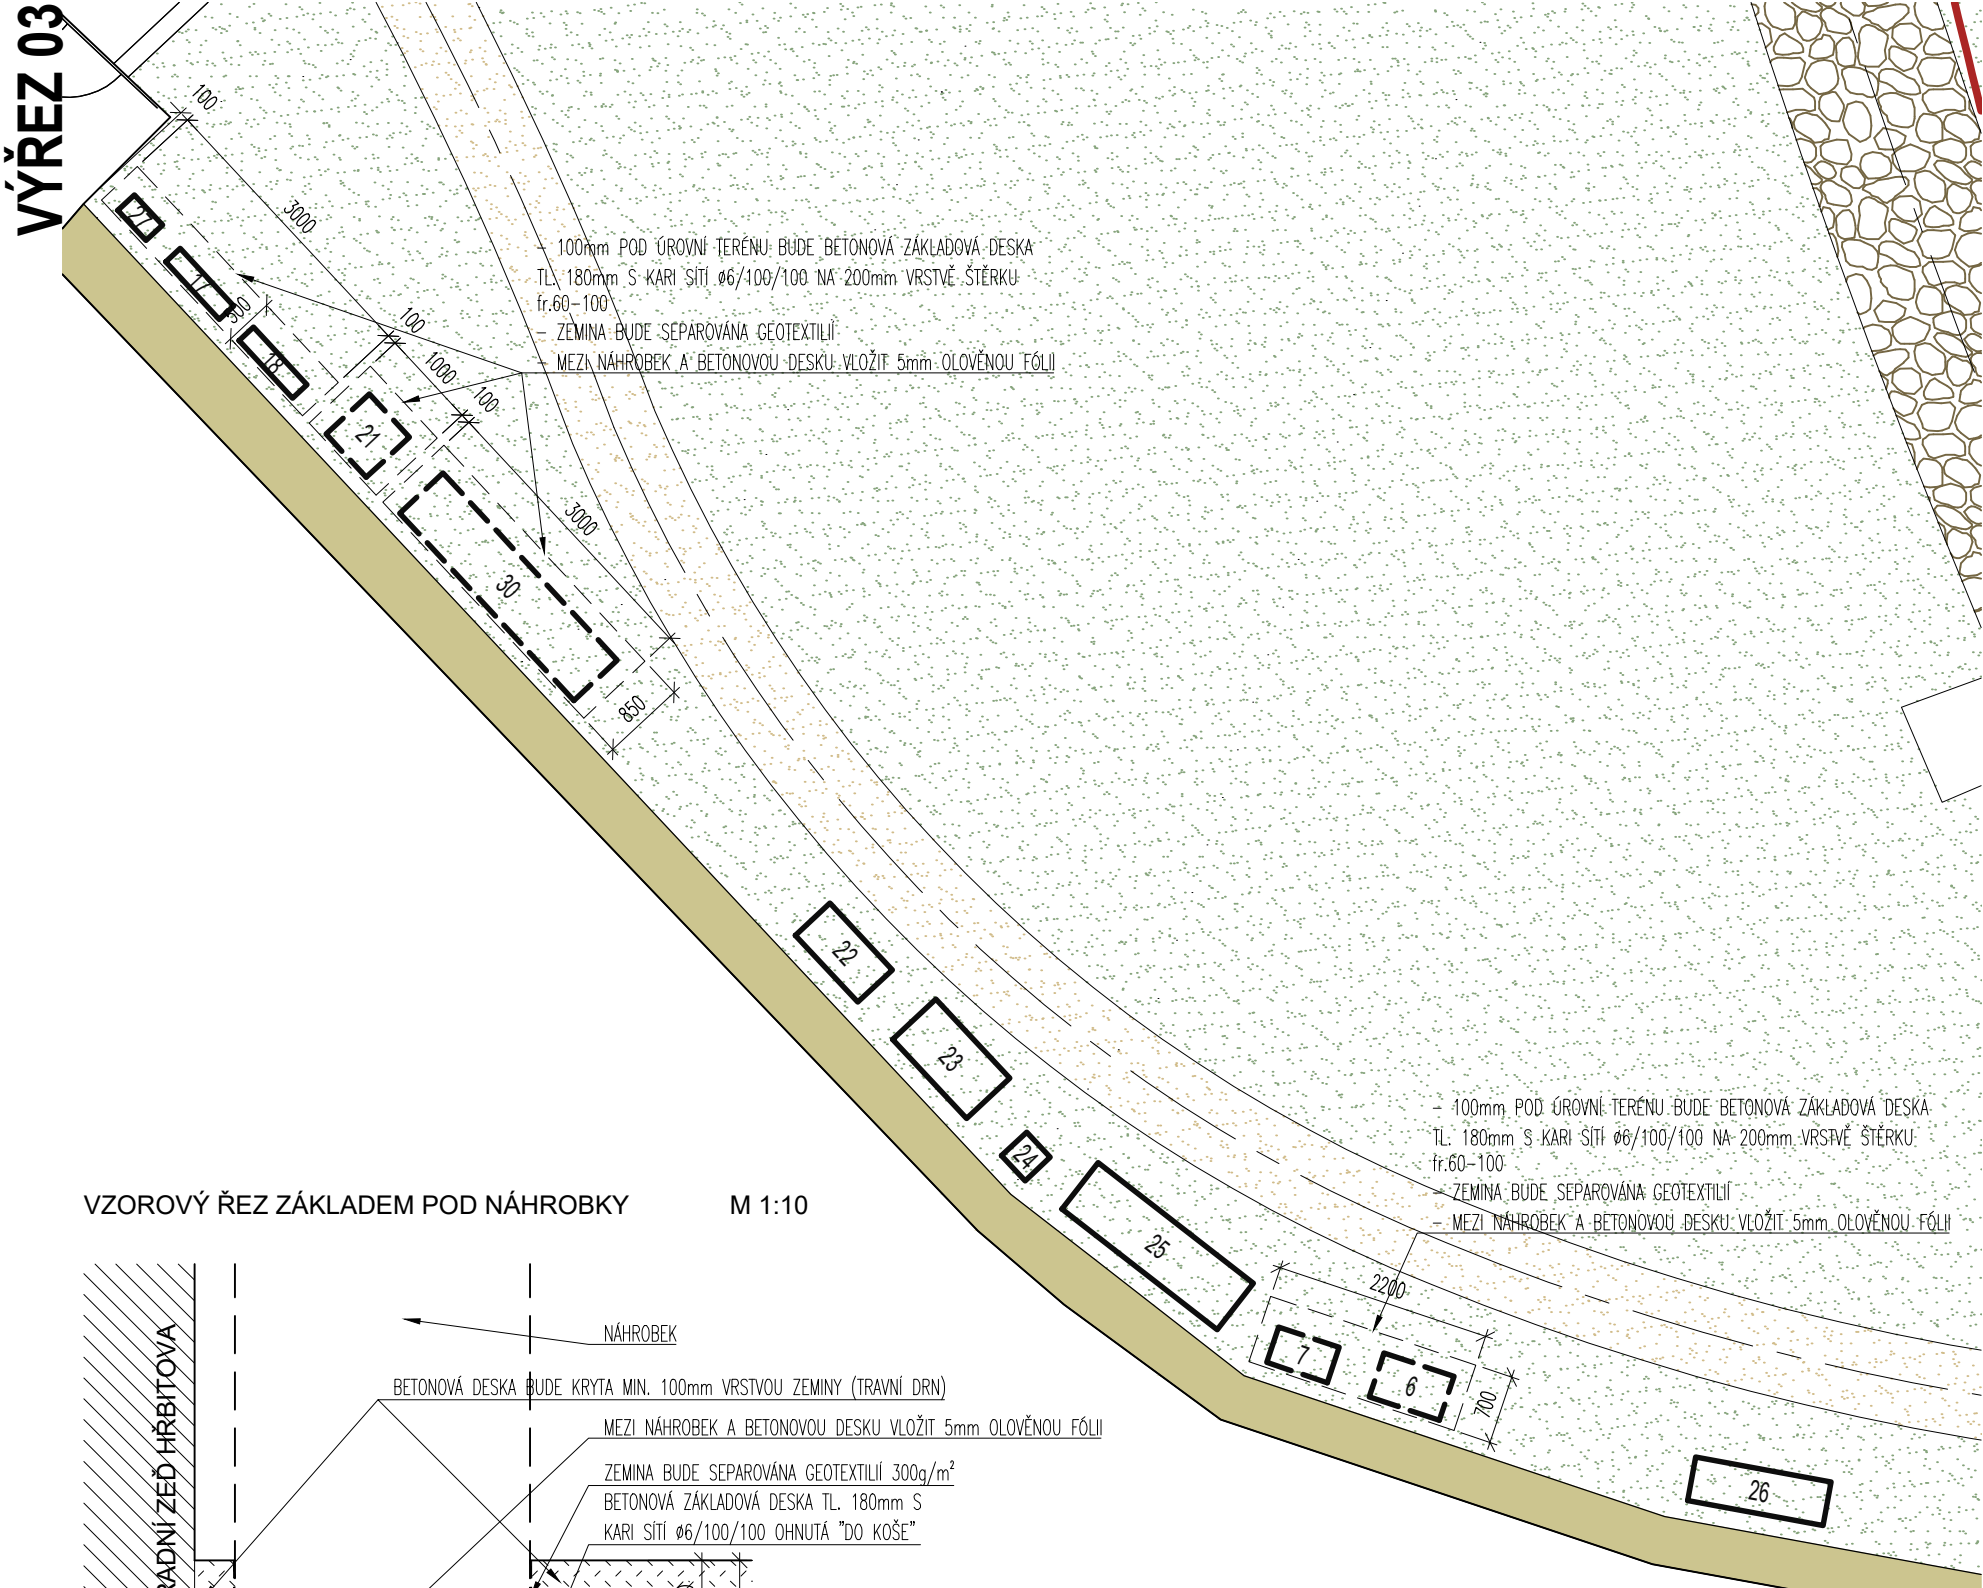 VÝŘEZ 03
100
3000
- 100mm POD ÚROVNÍ TERÉNU BUDE BETONOVÁ ZÁKLADOVÁ DESKA
TL. 180mm S KARI SÍTÍ ø6/100/100 NA 200mm VRSTVĚ ŠTĚRKU
fr.60-100
- ZEMINA BUDE SEPAROVÁNA GEOTEXTILIÍ
- MEZI NÁHROBEK A BETONOVOU DESKU VLOŽIT 5mm OLOVĚNOU FÓLII
27
17
18
100
1000
100
21
3000
30
850
22
23
24
25
- 100mm POD ÚROVNÍ TERÉNU BUDE BETONOVÁ ZÁKLADOVÁ DESKA
TL. 180mm S KARI SÍTÍ ø6/100/100 NA 200mm VRSTVĚ ŠTĚRKU
fr.60-100
- ZEMINA BUDE SEPAROVÁNA GEOTEXTILIÍ
- MEZI NÁHROBEK A BETONOVOU DESKU VLOŽIT 5mm OLOVĚNOU FÓLII
2200
7
6
700
26
VZOROVÝ ŘEZ ZÁKLADEM POD NÁHROBKY M 1:10
NÁHROBEK
BETONOVÁ DESKA BUDE KRYTA MIN. 100mm VRSTVOU ZEMINY (TRAVNÍ DRN)
MEZI NÁHROBEK A BETONOVOU DESKU VLOŽIT 5mm OLOVĚNOU FÓLII
ZEMINA BUDE SEPAROVÁNA GEOTEXTILIÍ 300g/m²
BETONOVÁ ZÁKLADOVÁ DESKA TL. 180mm S
KARI SÍTÍ ø6/100/100 OHNUTÁ "DO KOŠE"
ZEĎ HŘBITOVA